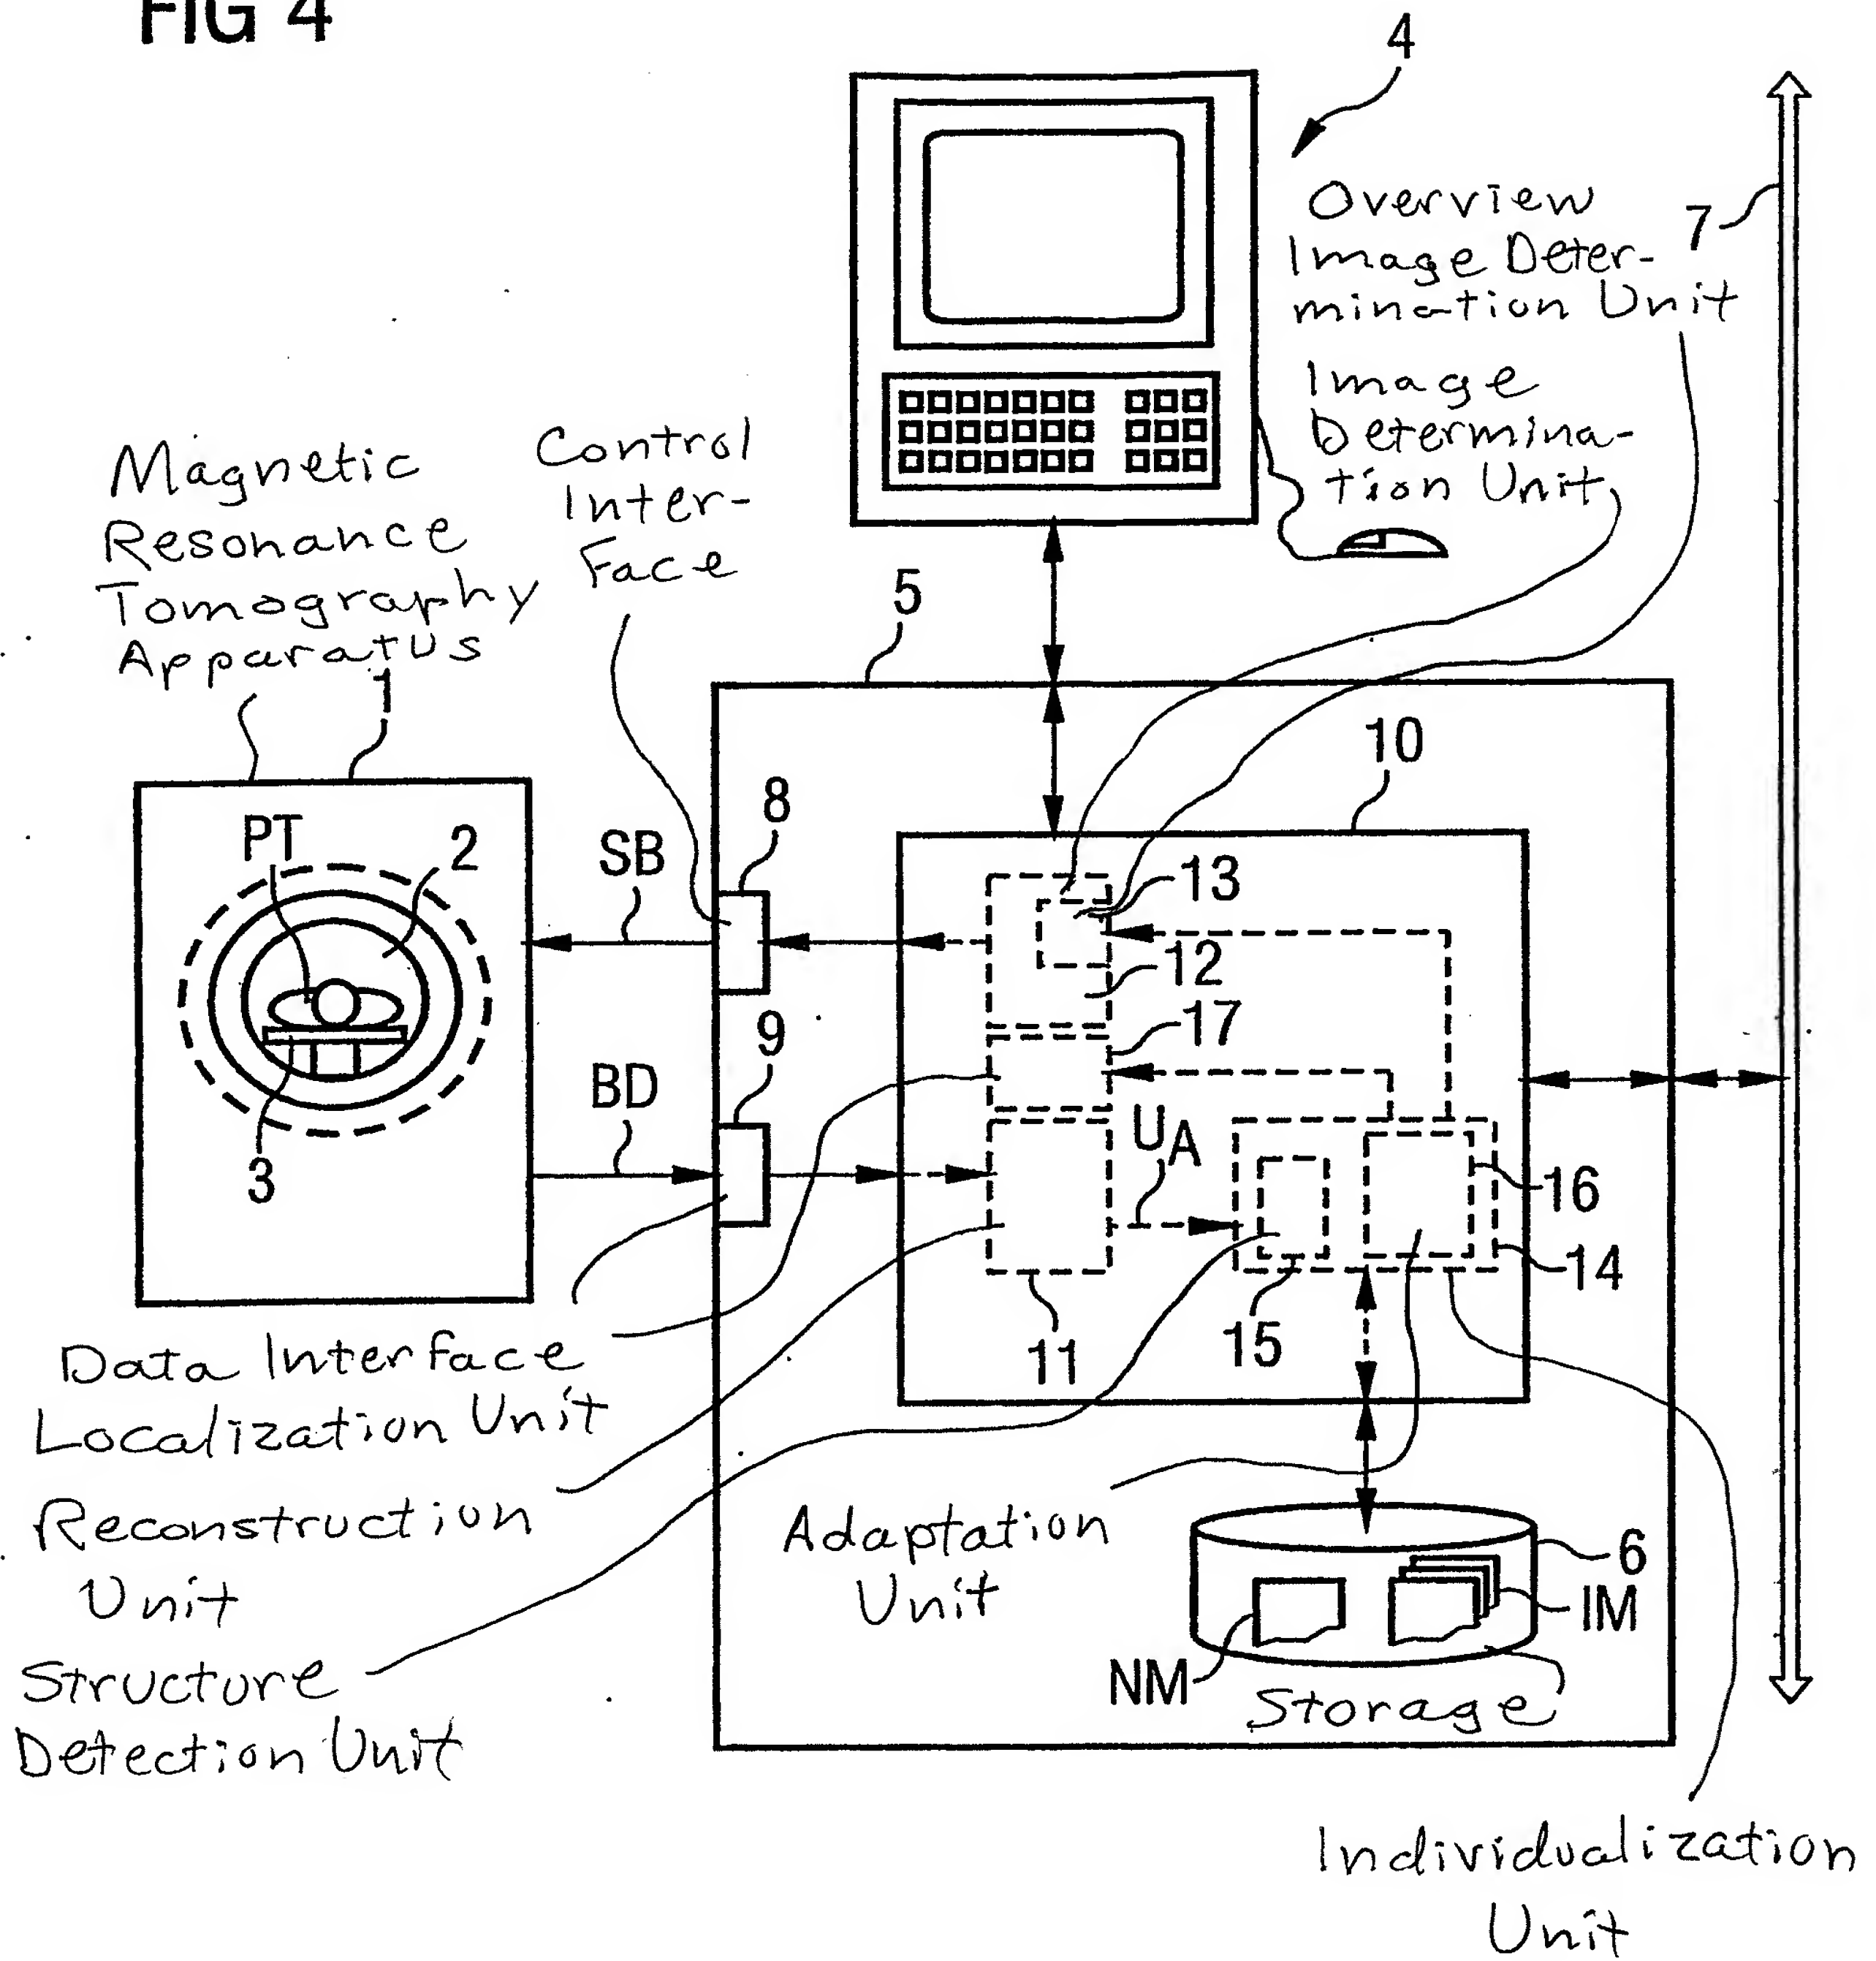 FIG 4
4
Overview
Image Deter-
mination Unit
7
Image
Determina-
tion Unit
Control
Inter-
face
Magnetic
Resonance
Tomography
Apparatus
1
5
10
8
PT
2
SB
13
12
17
9
BD
UA
3
16
14
15
11
Data Interface
Localization Unit
Reconstruction
Unit
Adaptation
Unit
6
IM
NM
Storage
Structure
Detection Unit
Individualization
Unit